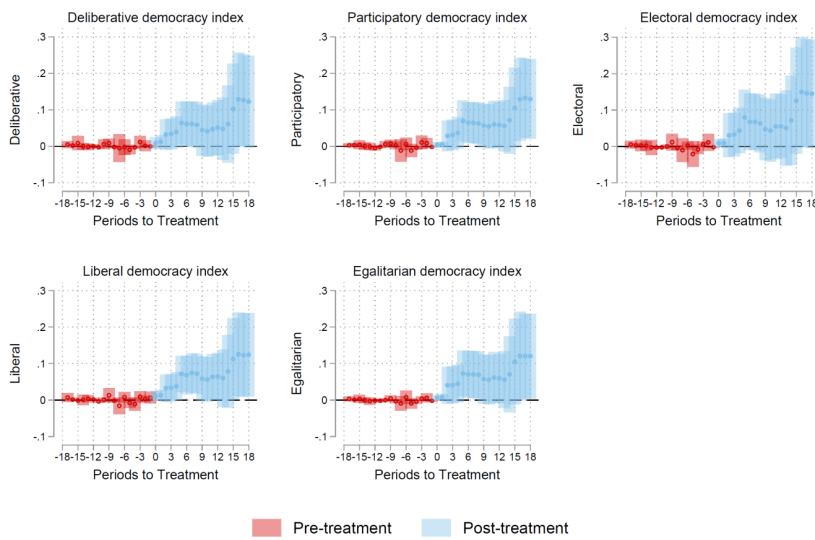 Deliberative democracy index
Participatory democracy index
Electoral democracy index
.3
.2
.1
0
-.1
Deliberative
-18 -15 -12 -9 -6 -3 0 3 6 9 12 15 18
Periods to Treatment
.3
.2
.1
0
-.1
Participatory
-18 -15 -12 -9 -6 -3 0 3 6 9 12 15 18
Periods to Treatment
.3
.2
.1
0
-.1
Electoral
-18 -15 -12 -9 -6 -3 0 3 6 9 12 15 18
Periods to Treatment
Liberal democracy index
Egalitarian democracy index
.3
.2
.1
0
-.1
Liberal
-18 -15 -12 -9 -6 -3 0 3 6 9 12 15 18
Periods to Treatment
.3
.2
.1
0
-.1
Egalitarian
-18 -15 -12 -9 -6 -3 0 3 6 9 12 15 18
Periods to Treatment
Pre-treatment
Post-treatment